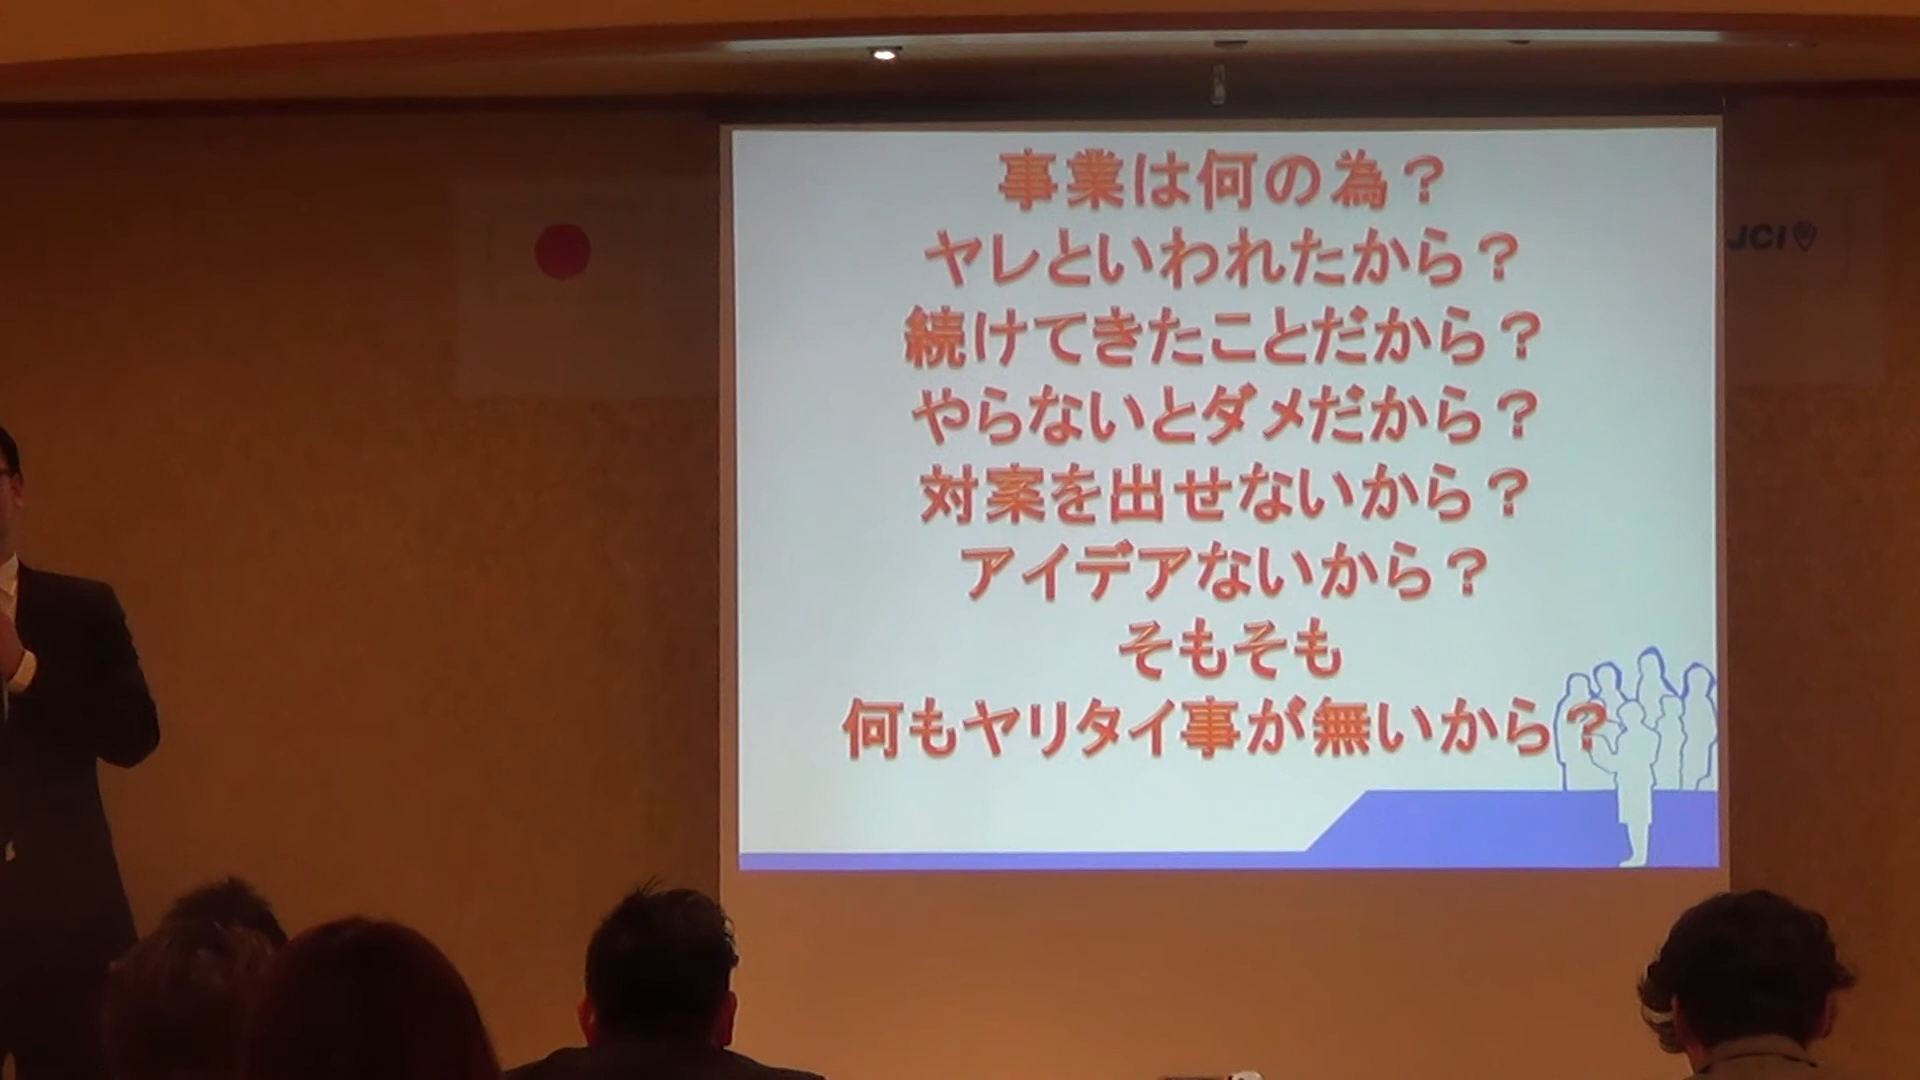 事業は何の為？
ヤレといわれたから？
続けてきたことだから？
やらないとダメだから？
対案を出せないから？
アイデアないから？
そもそも
何もヤリタイ事が無いから？
JCI